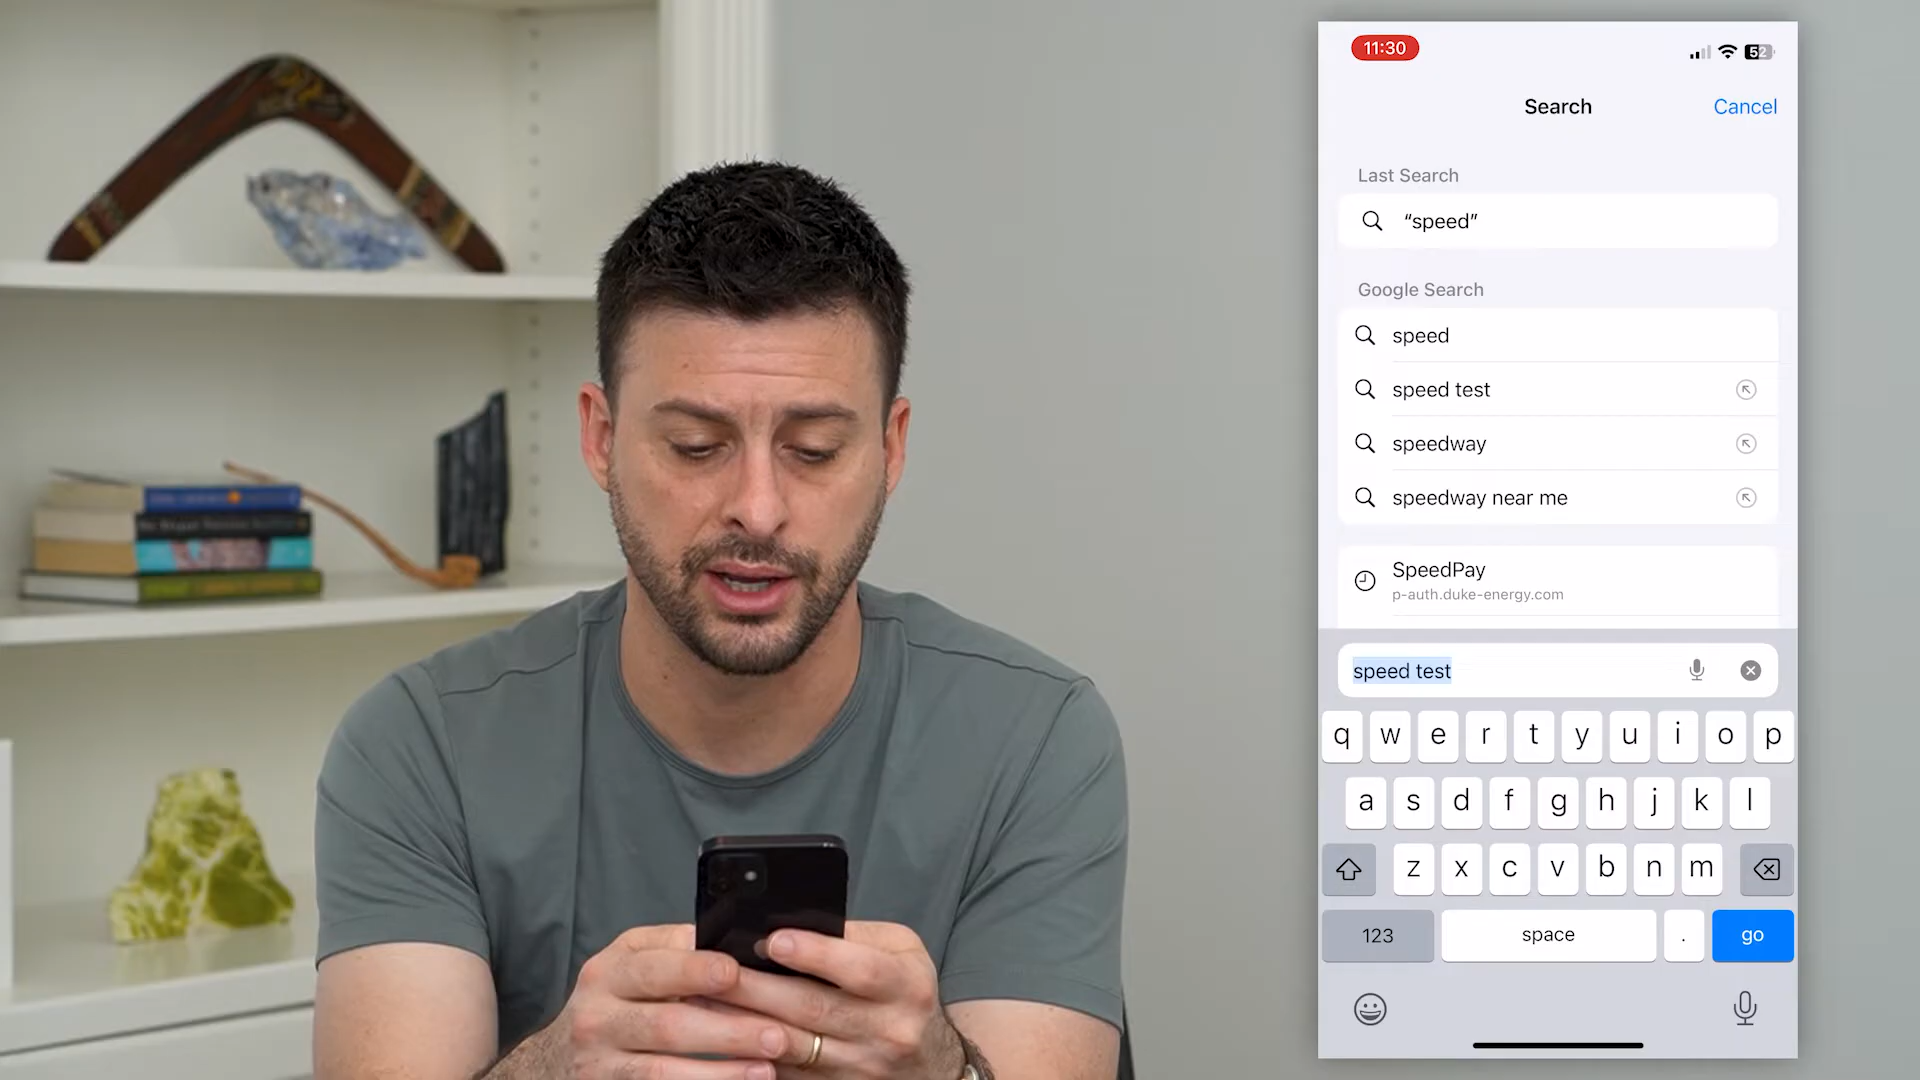 11:30
52
Search
Cancel
Last Search
“speed”
Google Search
speed
speed test
speedway
speedway near me
SpeedPay
p-auth.duke-energy.com
speed test
q w e r t y u i o p
a s d f g h j k l
z x c v b n m
123 space . go